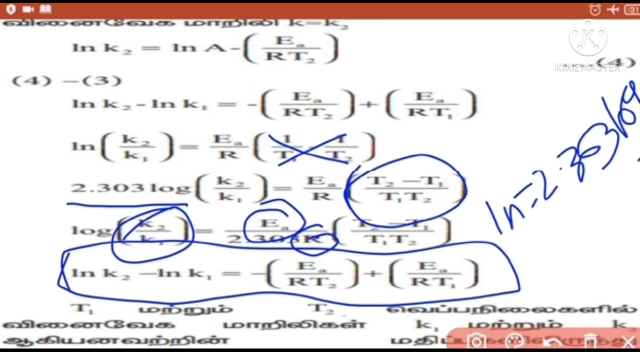 வினைவேக மாறிலி k=k₂
ln k₂ = ln A - (Eₐ/RT₂) (4)
(4) – (3)
ln k₂ - ln k₁ = -(Eₐ/RT₂) + (Eₐ/RT₁)
ln(k₂/k₁) = Eₐ/R (1/T₁ - 1/T₂)
2.303 log (k₂/k₁) = Eₐ/R (T₂ – T₁/T₁T₂)
log (k₂/k₁) = Eₐ/2.303 R (T₂ – T₁/T₁T₂)
ln k₂ – ln k₁ = -(Eₐ/RT₂) + (Eₐ/RT₁)
T₁ மற்றும் T₂ வெப்பநிலைகளில்
வினைவேக மாறிலிகள் k₁ மற்றும் k₂
ஆகியனவற்றின்
ln = 2.303 log
KINEMASTER